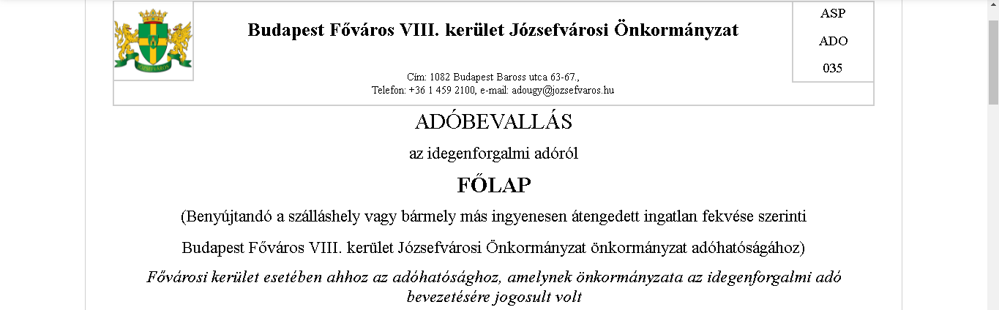 Budapest Főváros VIII. kerület Józsefvárosi Önkormányzat
ASP
ADO
035
JÓZSEFVÁROS
Cím: 1082 Budapest Baross utca 63-67.,
Telefon: +36 1 459 2100, e-mail: adougy@jozsefvaros.hu
ADÓBEVALLÁS
az idegenforgalmi adóról
FŐLAP
(Benyújtandó a szálláshely vagy bármely más ingyenesen átengedett ingatlan fekvése szerinti
Budapest Főváros VIII. kerület Józsefvárosi Önkormányzat önkormányzat adóhatóságához)
Fővárosi kerület esetében ahhoz az adóhatósághoz, amelynek önkormányzata az idegenforgalmi adó
bevezetésére jogosult volt